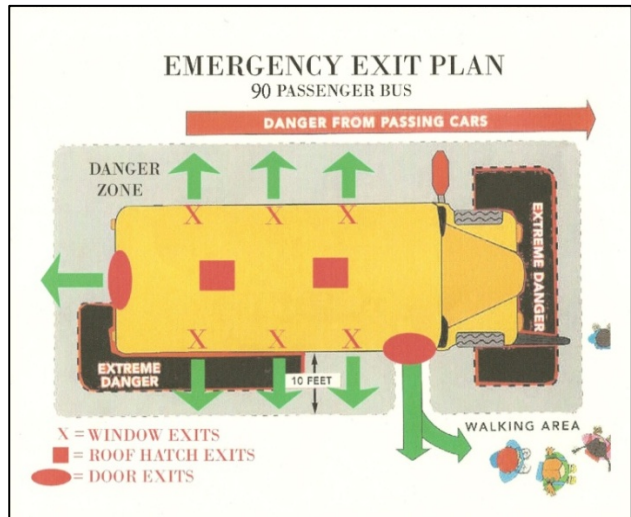 EMERGENCY EXIT PLAN
90 PASSENGER BUS
DANGER FROM PASSING CARS
DANGER
ZONE
X
X
X
EXTREME DANGER
X
X
X
EXTREME
DANGER
10 FEET
WALKING AREA
X = WINDOW EXITS
= ROOF HATCH EXITS
= DOOR EXITS